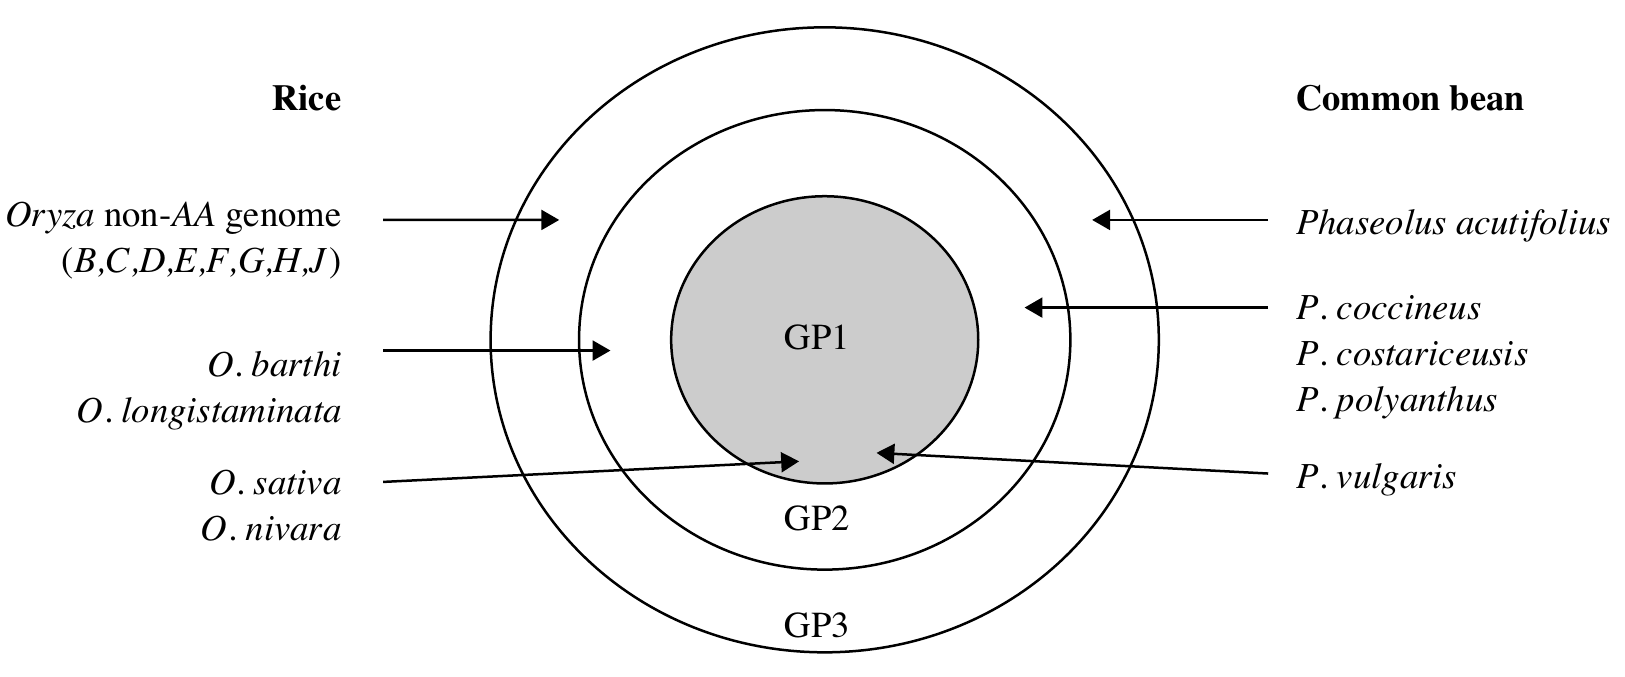 Rice
Oryza non-AA genome
(B,C,D,E,F,G,H,J)
O. barthi
O. longistaminata
O. sativa
O. nivara
GP1
GP2
GP3
Common bean
Phaseolus acutifolius
P. coccineus
P. costariceusis
P. polyanthus
P. vulgaris